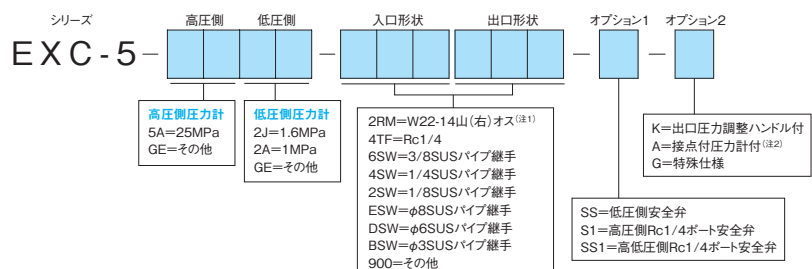 シリーズ 高圧側 低圧側 入口形状 出口形状 オプション1 オプション2
EXC-5− − − −
高圧側圧力計
5A=25MPa
GE=その他
低圧側圧力計
2J=1.6MPa
2A=1MPa
GE=その他
2RM=W22-14山(右)オス(注1)
4TF=Rc1/4
6SW=3/8SUSパイプ継手
4SW=1/4SUSパイプ継手
2SW=1/8SUSパイプ継手
ESW=φ8SUSパイプ継手
DSW=φ6SUSパイプ継手
BSW=φ3SUSパイプ継手
900=その他
SS=低圧側安全弁
S1=高圧側Rc1/4ポート安全弁
SS1=高低圧側Rc1/4ポート安全弁
K=出口圧力調整ハンドル付
A=接点付圧力計付(注2)
G=特殊仕様